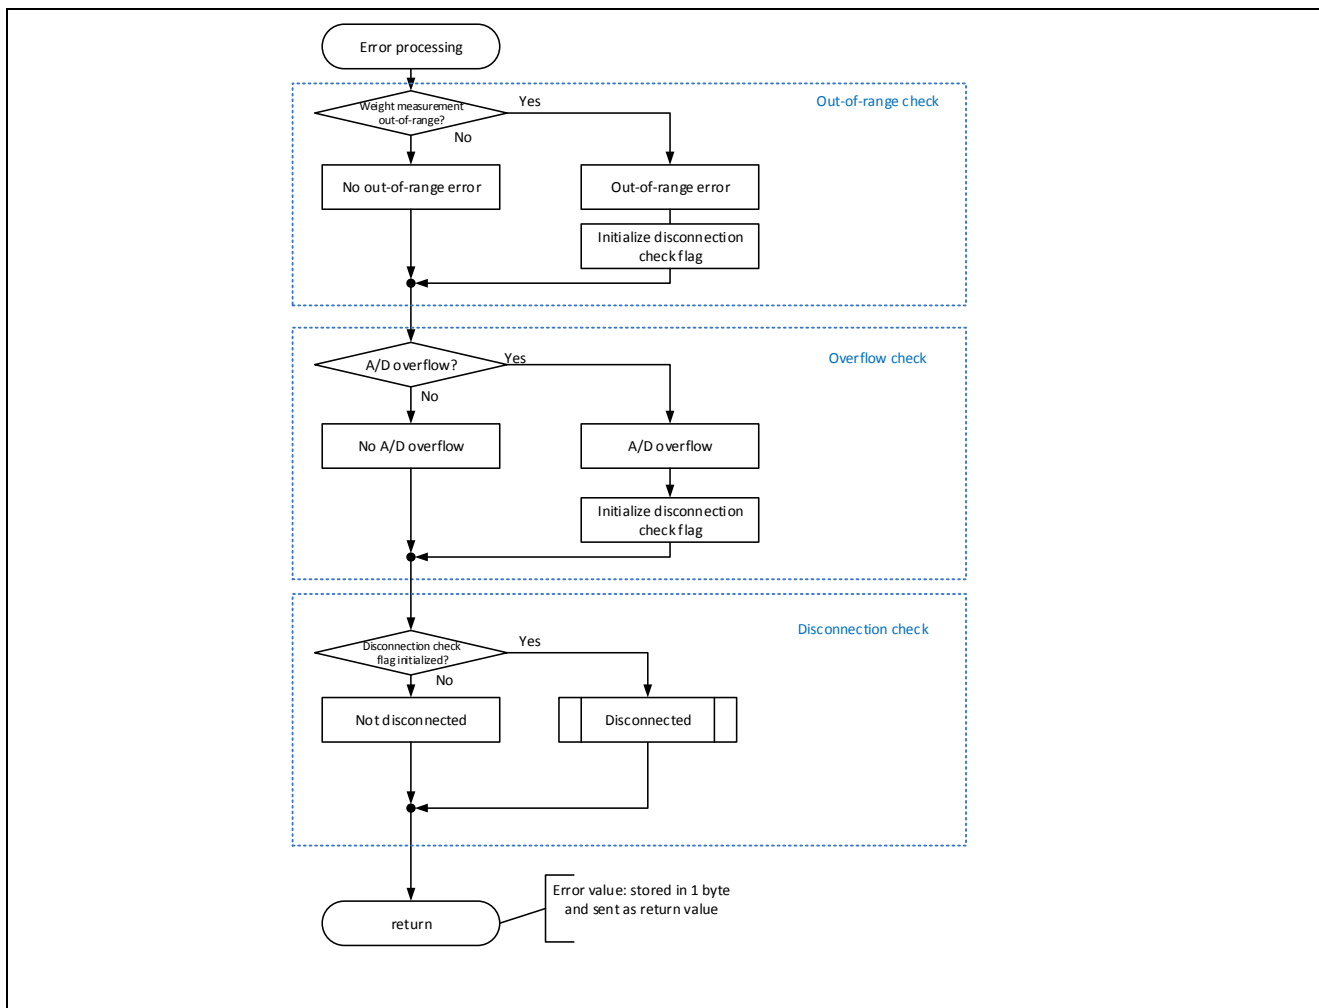 Error processing
Out-of-range check
Weight measurement
out-of-range?
Yes
No
No out-of-range error
Out-of-range error
Initialize disconnection
check flag
Overflow check
A/D overflow?
Yes
No
No A/D overflow
A/D overflow
Initialize disconnection
check flag
Disconnection check
Disconnection check
flag initialized?
Yes
No
Not disconnected
Disconnected
return
Error value: stored in 1 byte
and sent as return value